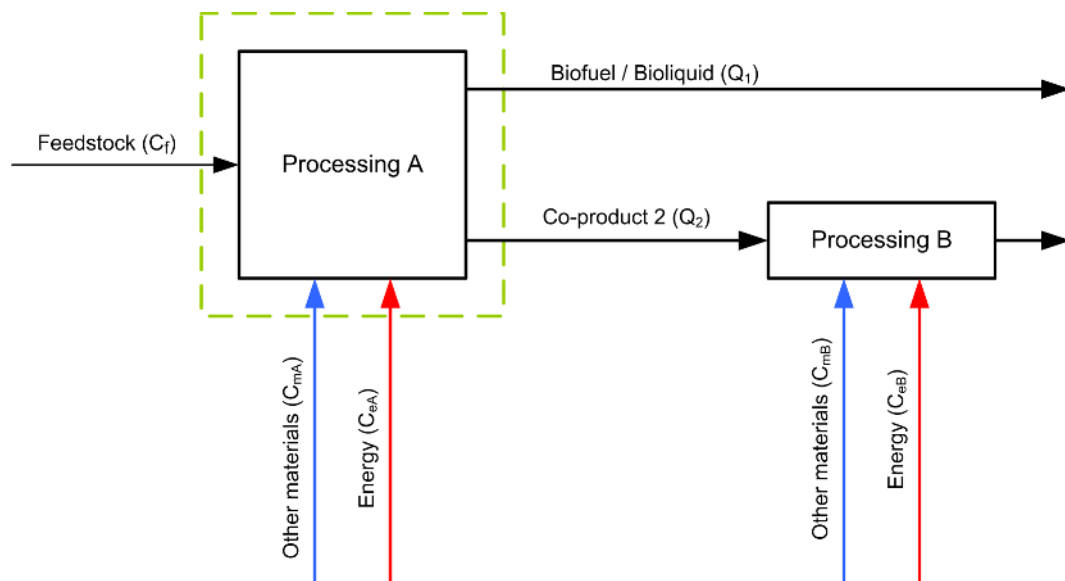 Biofuel / Bioliquid (Q₁)
Feedstock (Cf)
Processing A
Co-product 2 (Q₂)
Processing B
Other materials (CmA)
Energy (CeA)
Other materials (CmB)
Energy (CeB)